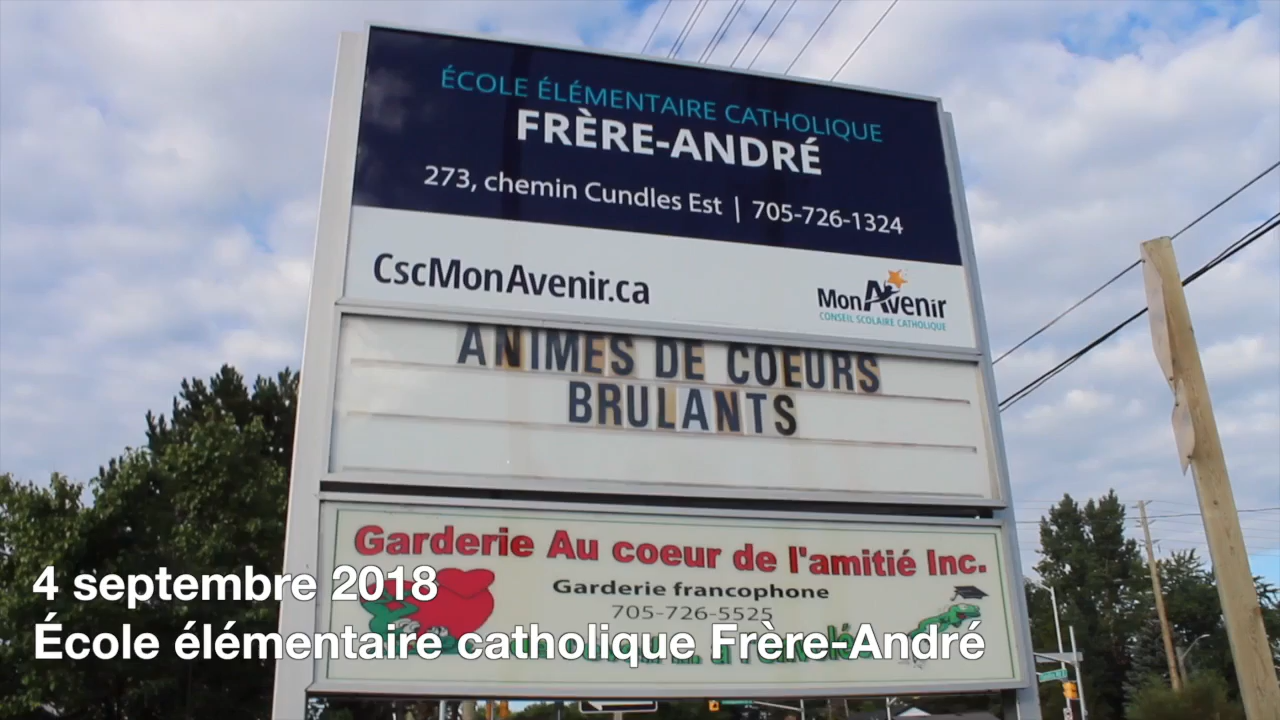 ÉCOLE ÉLÉMENTAIRE CATHOLIQUE
FRÈRE-ANDRÉ
273, chemin Cundles Est | 705-726-1324
CscMonAvenir.ca
MonAvenir
CONSEIL SCOLAIRE CATHOLIQUE
ANIMES DE COEURS
BRULANTS
Garderie Au coeur de l'amitié Inc.
Garderie francophone
705-726-5525
4 septembre 2018
École élémentaire catholique Frère-André